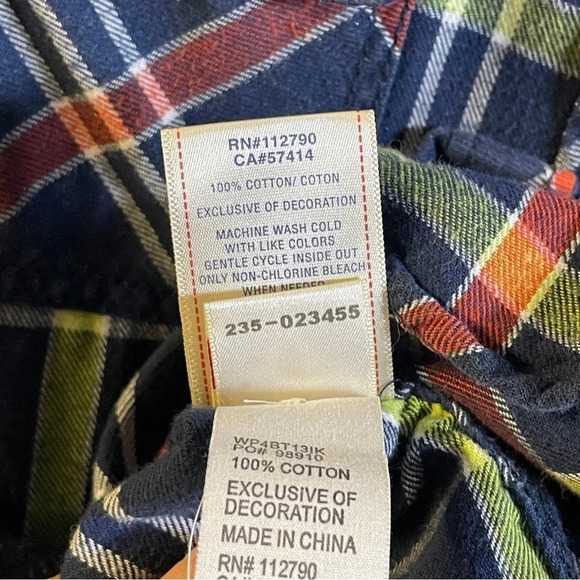 RN#112790
CA#57414
100% COTTON/ COTON
EXCLUSIVE OF DECORATION
MACHINE WASH COLD
WITH LIKE COLORS
GENTLE CYCLE INSIDE OUT
ONLY NON-CHLORINE BLEACH
WHEN NEEDED
235-023455
WP4BT13IK
PO# 98910
100% COTTON
EXCLUSIVE OF
DECORATION
MADE IN CHINA
RN# 112790